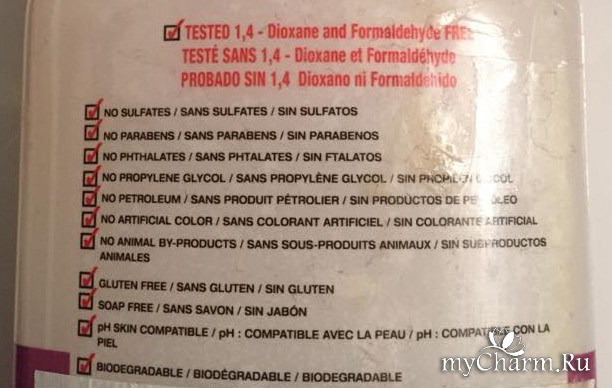 TESTED 1,4 - Dioxane and Formaldehyde FREE
TESTÉ SANS 1,4 - Dioxane et Formaldéhyde
PROBADO SIN 1,4 Dioxano ni Formaldehido
NO SULFATES / SANS SULFATES / SIN SULFATOS
NO PARABENS / SANS PARABENS / SIN PARABENOS
NO PHTHALATES / SANS PHTALATES / SIN FTALATOS
NO PROPYLENE GLYCOL / SANS PROPYLÈNE GLYCOL / SIN GLYCOL
NO PETROLEUM / SANS PRODUIT PÉTROLIER / SIN PRODUCTOS DE PETRÓLEO
NO ARTIFICIAL COLOR / SANS COLORANT ARTIFICIEL / SIN COLORANTE ARTIFICIAL
NO ANIMAL BY-PRODUCTS / SANS SOUS-PRODUITS ANIMAUX / SIN SUBPRODUCTOS
ANIMALES
GLUTEN FREE / SANS GLUTEN / SIN GLUTEN
SOAP FREE / SANS SAVON / SIN JABÓN
pH SKIN COMPATIBLE / pH : COMPATIBLE AVEC LA PEAU / pH : COMPATIBLE CON LA
PIEL
BIODEGRADABLE / BIODÉGRADABLE / BIODEGRADABLE
myCharm.Ru